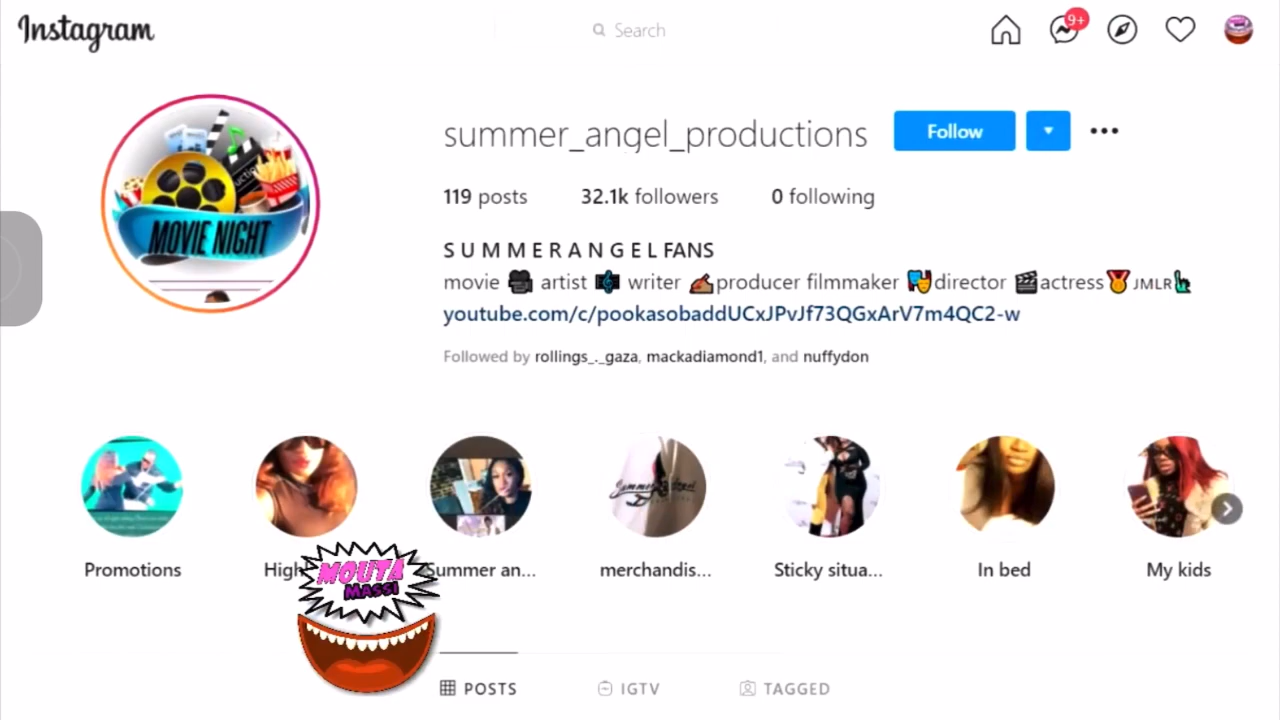 Instagram
Search
9+
MOVIE NIGHT
summer_angel_productions
Follow
119 posts 32.1k followers 0 following
S U M M E R A N G E L FANS
movie 🎥 artist 🎼 writer ✍🏾producer filmmaker 🎭director 🎬actress🏅ᴊᴍʟʀ🗽
youtube.com/c/pookasobaddUCxJPvJf73QGxArV7m4QC2-w
Followed by rollings_._gaza, mackadiamond1, and nuffydon
Promotions High Summer an... merchandis... Sticky situa... In bed My kids
MOUTA
MASSI
POSTS IGTV TAGGED